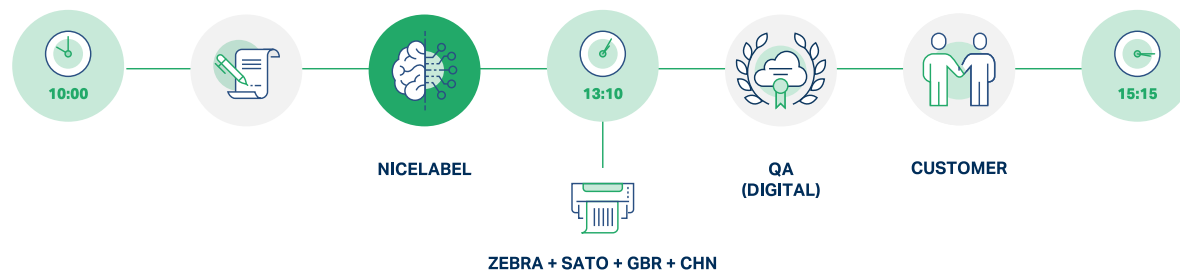 10:00
NICELABEL
13:10
ZEBRA + SATO + GBR + CHN
QA
(DIGITAL)
CUSTOMER
15:15